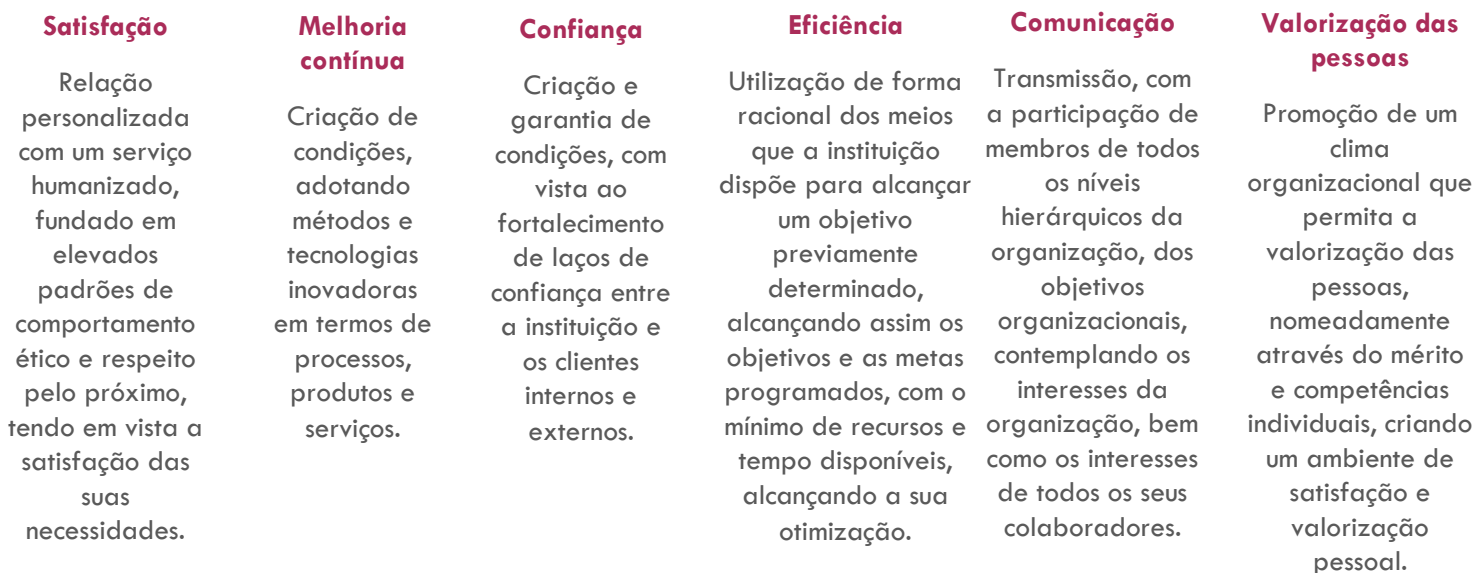 Satisfação
Relação
personalizada
com um serviço
humanizado,
fundado em
elevados
padrões de
comportamento
ético e respeito
pelo próximo,
tendo em vista a
satisfação das
suas
necessidades.
Melhoria
contínua
Criação de
condições,
adotando
métodos e
tecnologias
inovadoras
em termos de
processos,
produtos e
serviços.
Confiança
Criação e
garantia de
condições, com
vista ao
fortalecimento
de laços de
confiança entre
a instituição e
os clientes
internos e
externos.
Eficiência
Utilização de forma
racional dos meios
que a instituição
dispõe para alcançar
um objetivo
previamente
determinado,
alcançando assim os
objetivos e as metas
programados, com o
mínimo de recursos e
tempo disponíveis,
alcançando a sua
otimização.
Comunicação
Transmissão, com
a participação de
membros de todos
os níveis
hierárquicos da
organização, dos
objetivos
organizacionais,
contemplando os
interesses da
organização, bem
como os interesses
de todos os seus
colaboradores.
Valorização das
pessoas
Promoção de um
clima
organizacional que
permita a
valorização das
pessoas,
nomeadamente
através do mérito
e competências
individuais, criando
um ambiente de
satisfação e
valorização
pessoal.